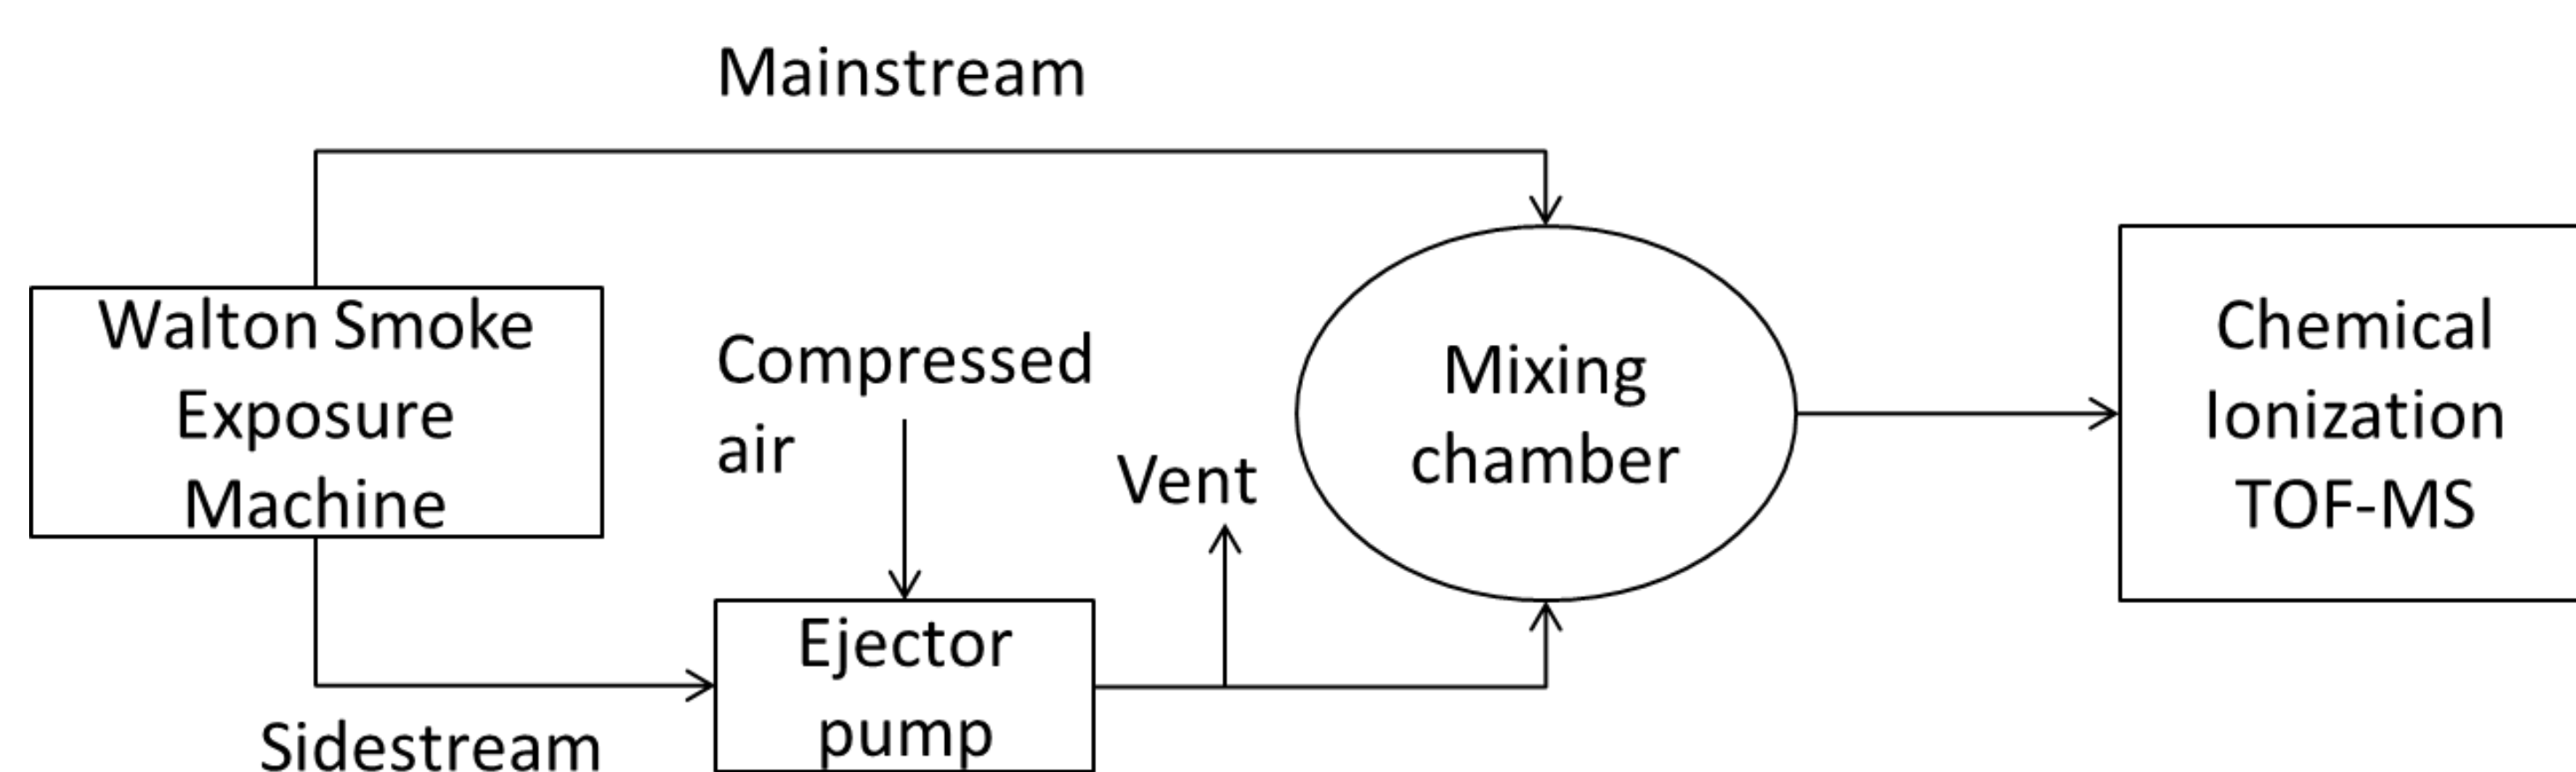 Mainstream
Walton Smoke
Exposure
Machine
Compressed
air
Vent
Mixing
chamber
Chemical
Ionization
TOF-MS
Ejector
pump
Sidestream